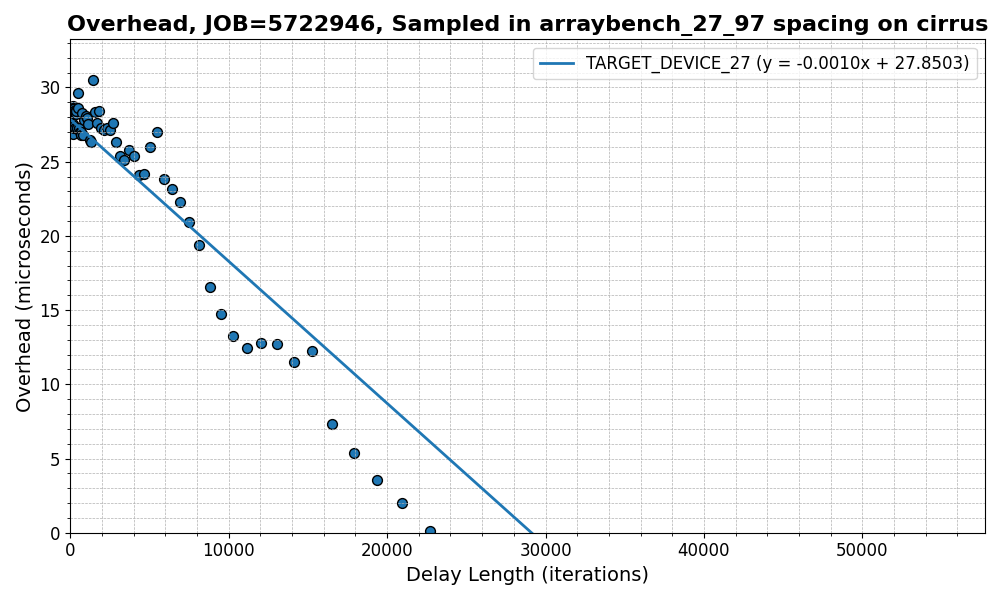 Overhead, JOB=5722946, Sampled in arraybench_27_97 spacing on cirrus
TARGET_DEVICE_27 (y = -0.0010x + 27.8503)
Overhead (microseconds)
30
25
20
15
10
5
0
0 10000 20000 30000 40000 50000
Delay Length (iterations)